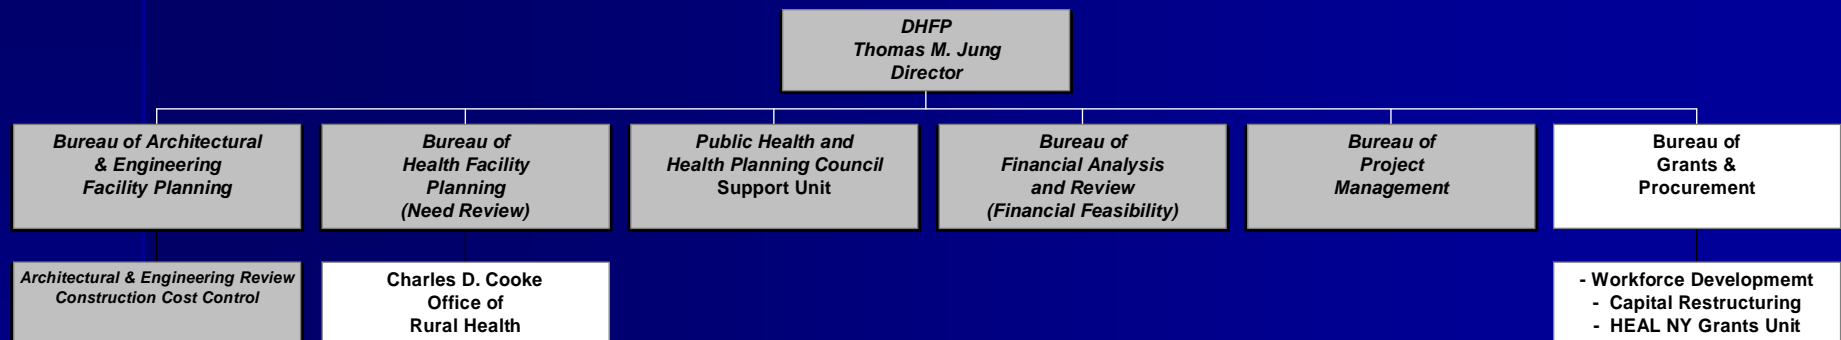 DHFP
Thomas M. Jung
Director
Bureau of Architectural
& Engineering
Facility Planning
Bureau of
Health Facility
Planning
(Need Review)
Public Health and
Health Planning Council
Support Unit
Bureau of
Financial Analysis
and Review
(Financial Feasibility)
Bureau of
Project
Management
Bureau of
Grants &
Procurement
Architectural & Engineering Review
Construction Cost Control
Charles D. Cooke
Office of
Rural Health
- Workforce Developmemt
- Capital Restructuring
- HEAL NY Grants Unit